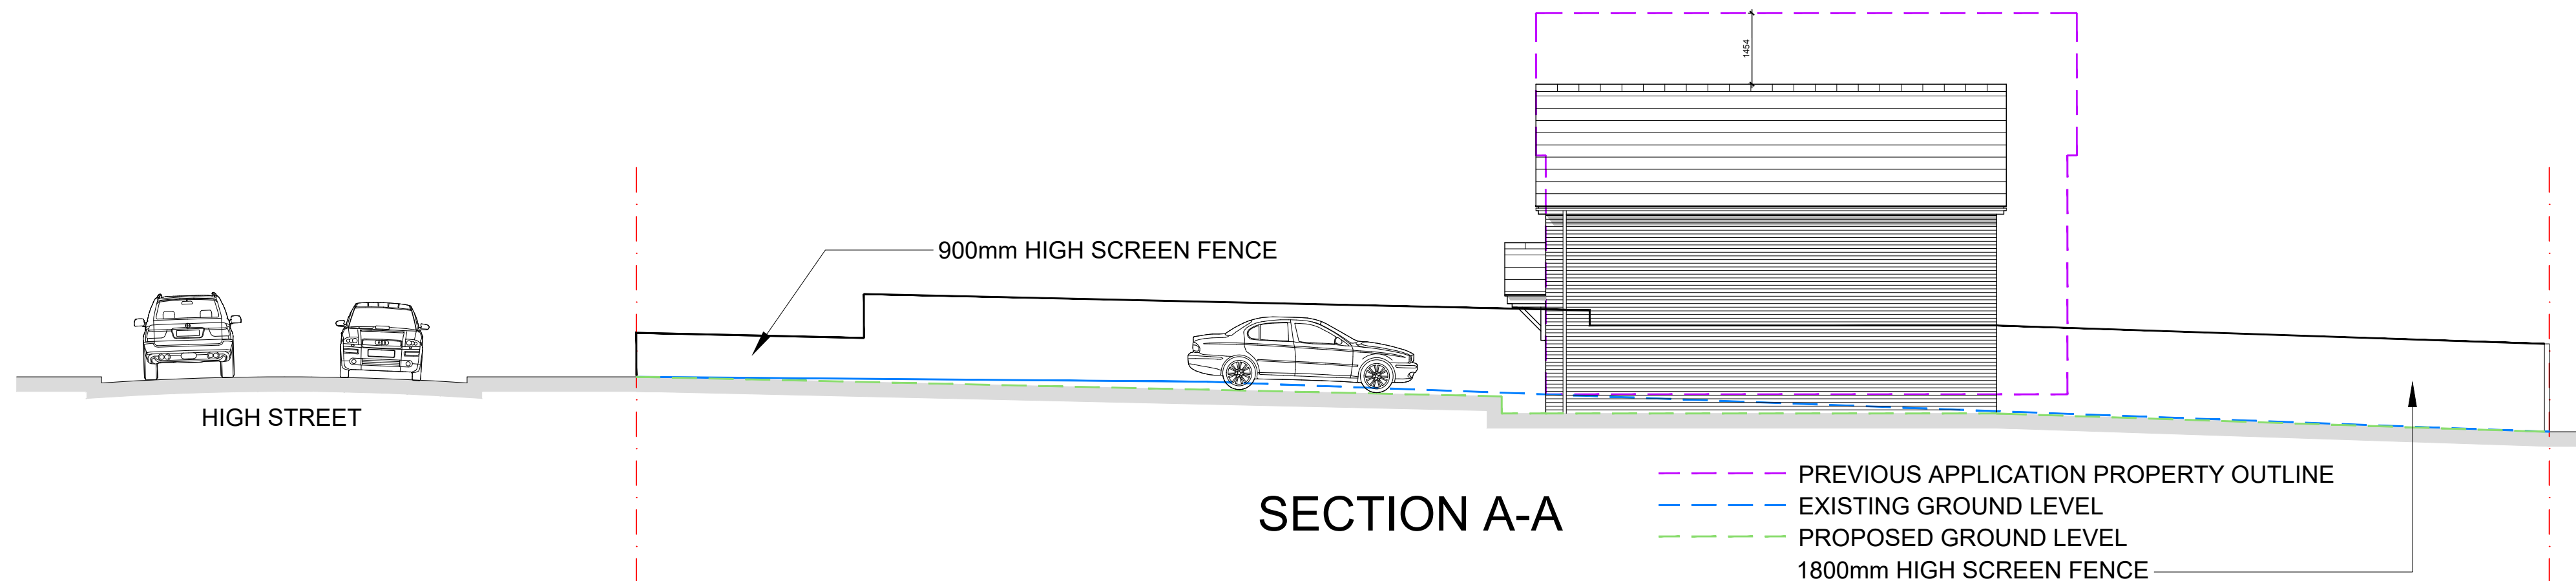 1454
900mm HIGH SCREEN FENCE
HIGH STREET
SECTION A-A
PREVIOUS APPLICATION PROPERTY OUTLINE
EXISTING GROUND LEVEL
PROPOSED GROUND LEVEL
1800mm HIGH SCREEN FENCE